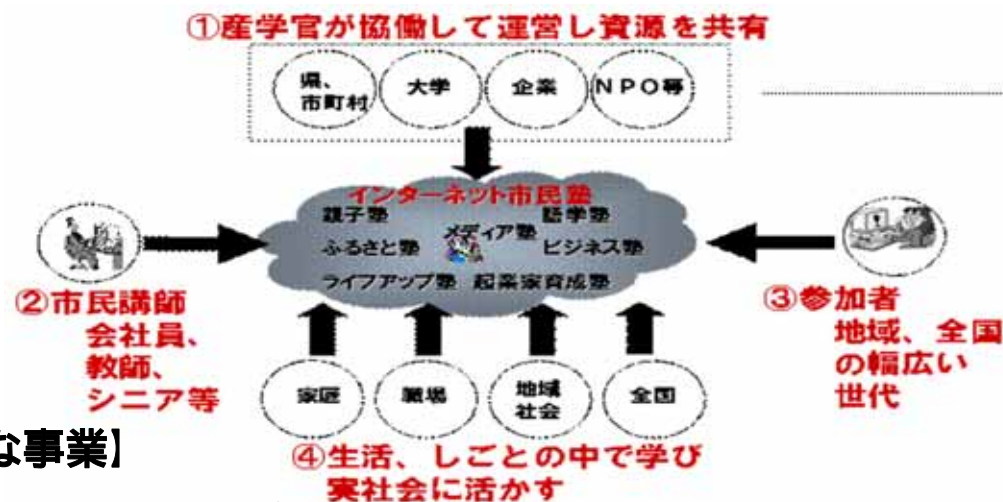 ①産学官が協働して運営し資源を共有
県、
市町村
大学
企業
NPO等
インターネット市民塾
親子塾
語学塾
メディア塾
ふるさと塾
ビジネス塾
ライフアップ塾
起業家育成塾
②市民講師
会社員、
教師、
シニア等
③参加者
地域、全国
の幅広い
世代
家庭
職場
地域
社会
全国
④生活、しごとの中で学び
実社会に活かす
な事業】